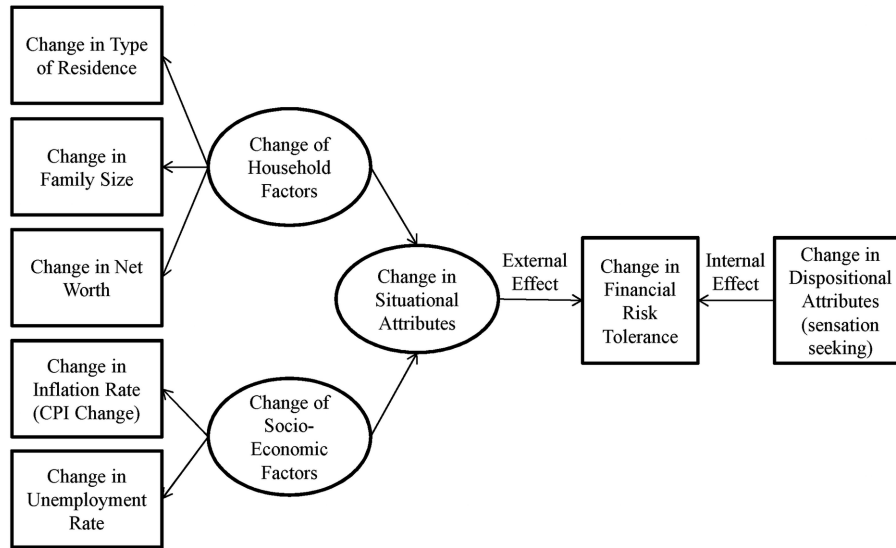 Change in Type
of Residence
Change in
Family Size
Change in Net
Worth
Change in
Inflation Rate
(CPI Change)
Change in
Unemployment
Rate
Change of
Household
Factors
Change of
Socio-
Economic
Factors
Change in
Situational
Attributes
External
Effect
Change in
Financial
Risk
Tolerance
Internal
Effect
Change in
Dispositional
Attributes
(sensation
seeking)